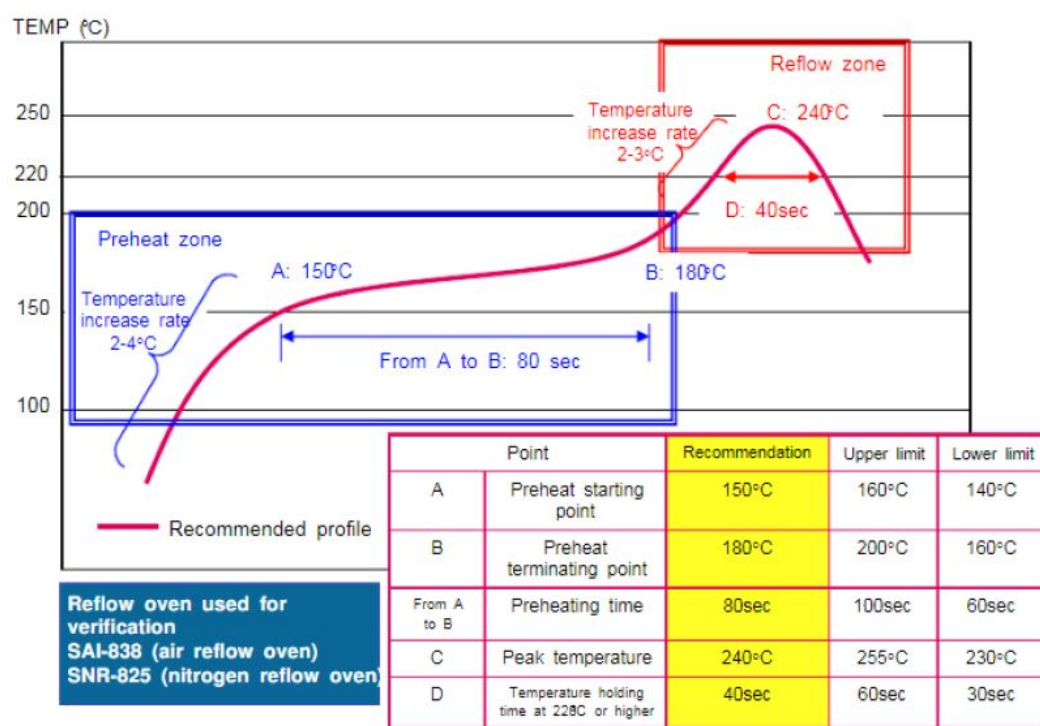 TEMP (°C)
250
220
200
150
100
Reflow zone
Temperature
increase rate
2-3°C
C: 240°C
D: 40sec
Preheat zone
A: 150°C
B: 180°C
Temperature
increase rate
2-4°C
From A to B: 80 sec
Recommended profile
Point Recommendation Upper limit Lower limit
A Preheat starting point 150°C 160°C 140°C
B Preheat terminating point 180°C 200°C 160°C
From A to B Preheating time 80sec 100sec 60sec
C Peak temperature 240°C 255°C 230°C
D Temperature holding time at 220C or higher 40sec 60sec 30sec
Reflow oven used for
verification
SAI-838 (air reflow oven)
SNR-825 (nitrogen reflow oven)